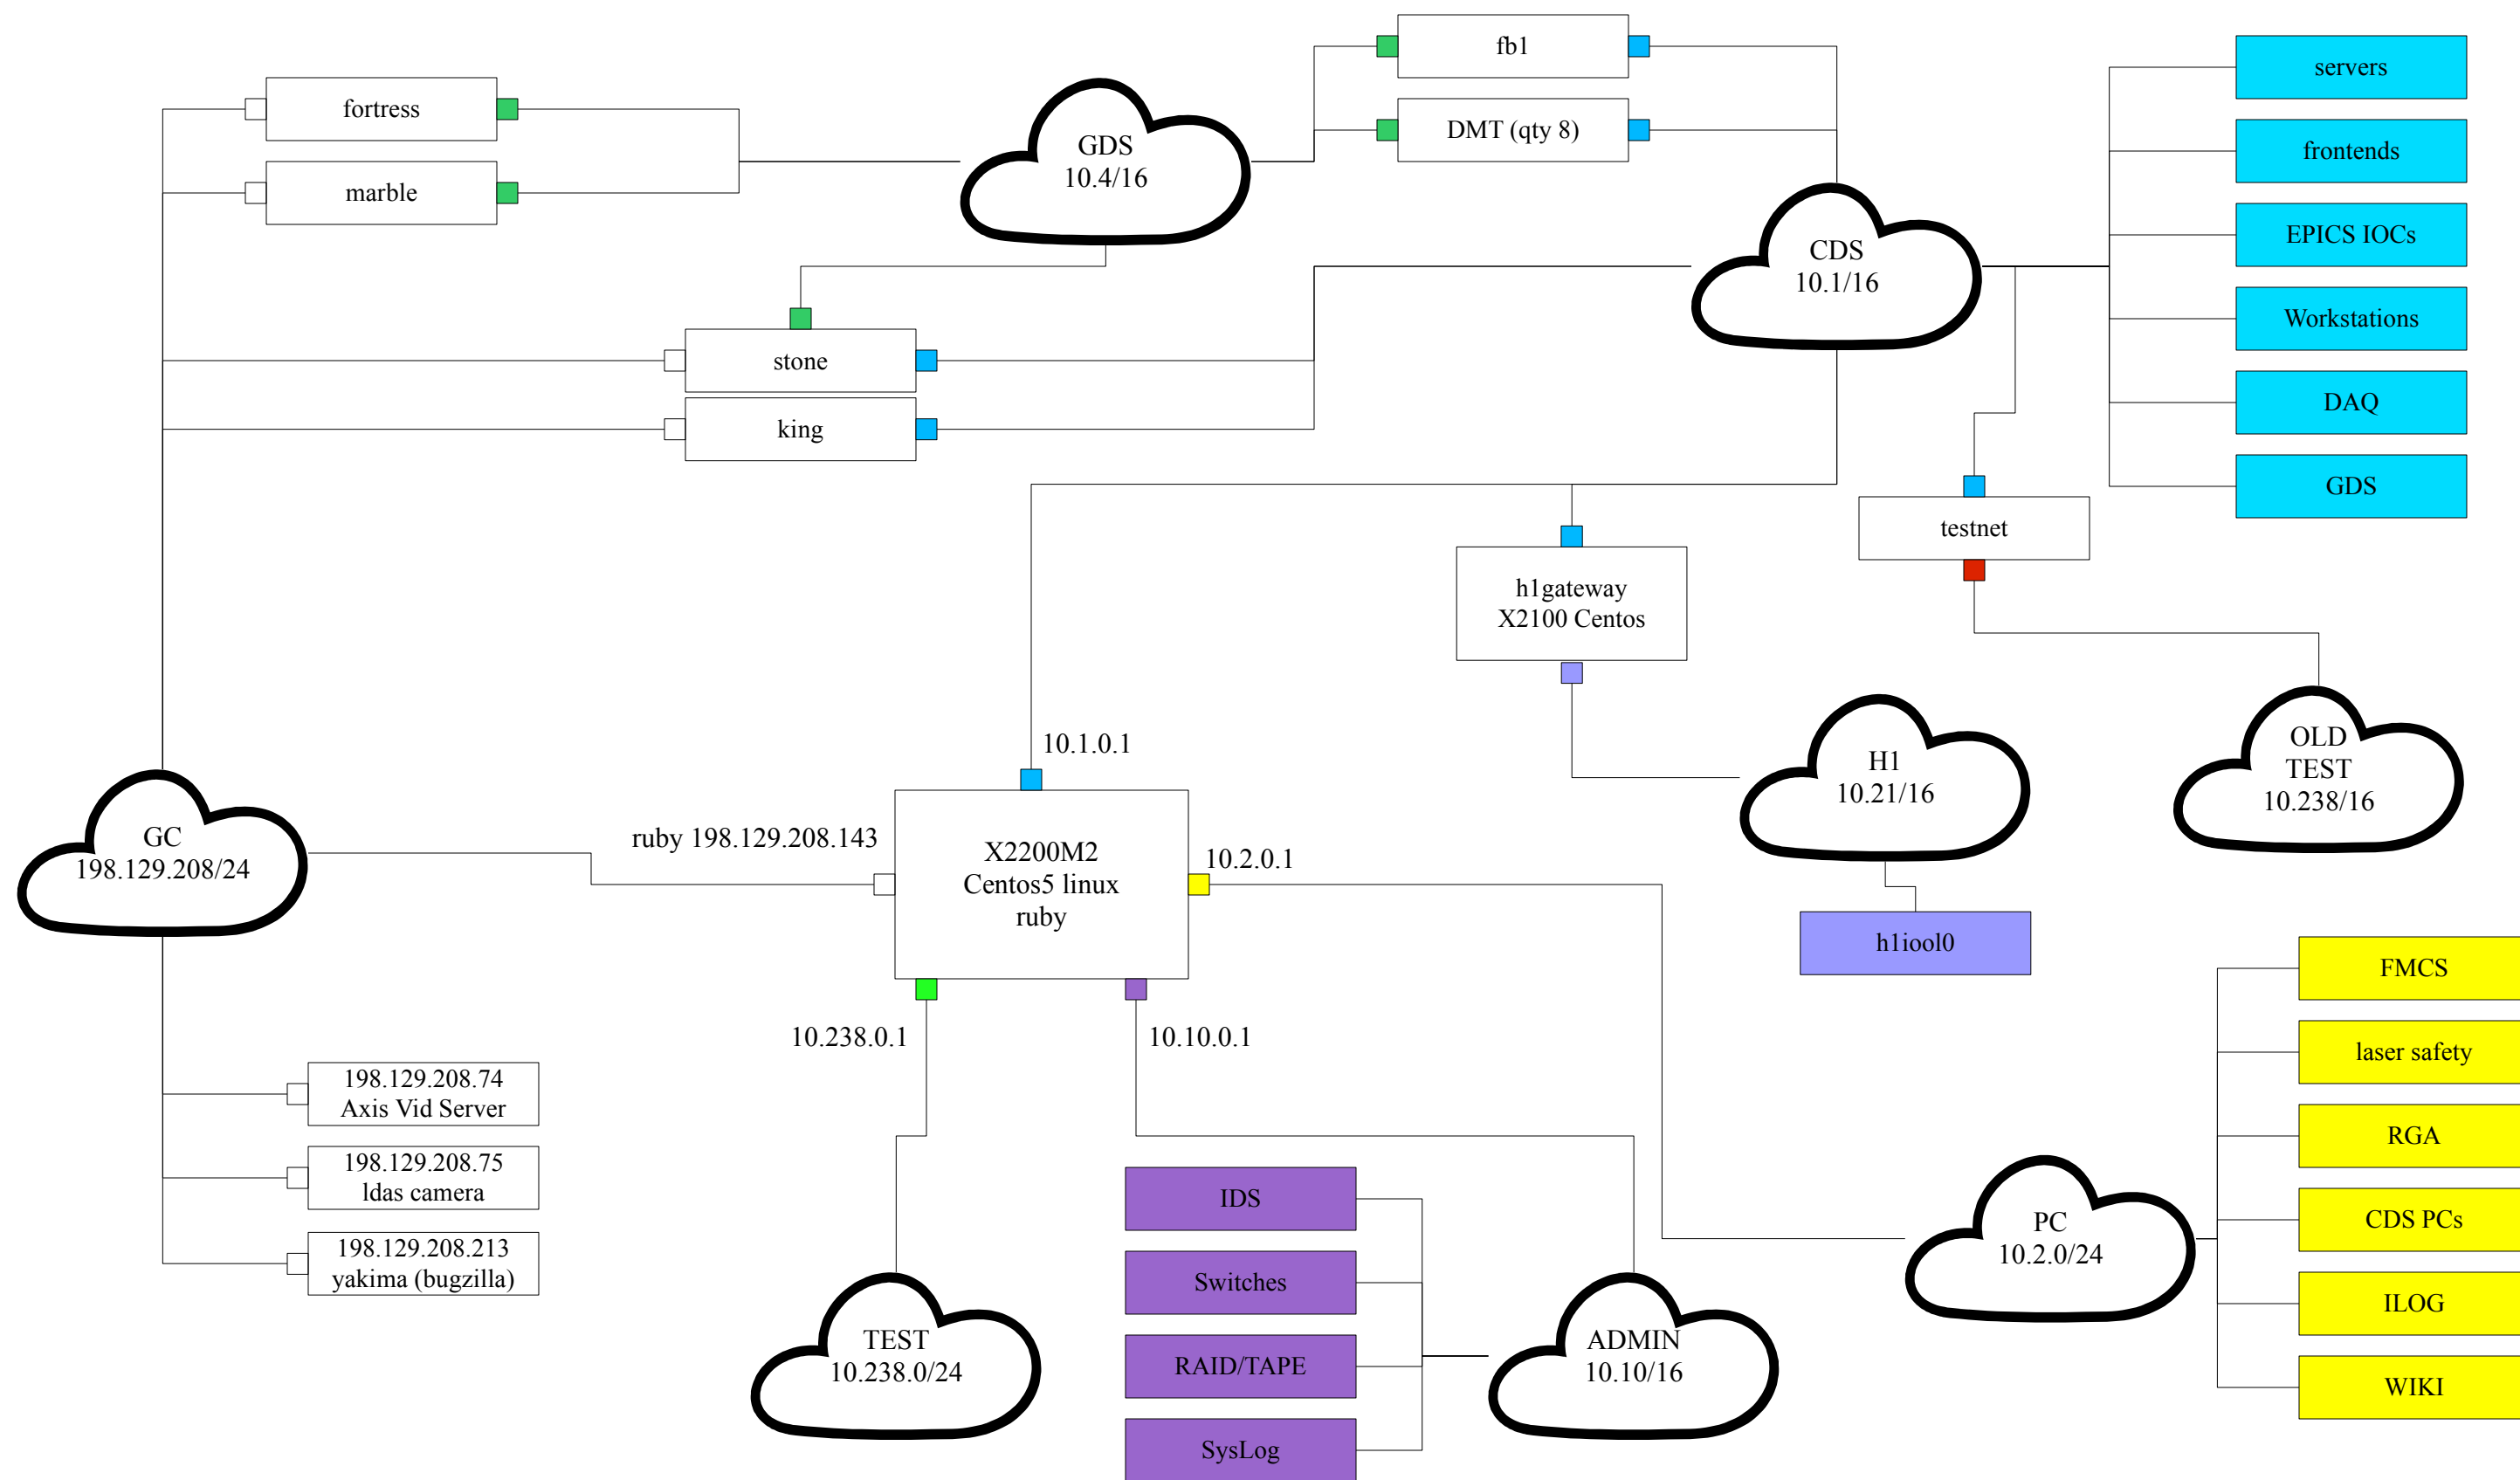 fb1
servers
fortress
DMT (qty 8)
GDS
10.4/16
frontends
marble
CDS
10.1/16
EPICS IOCs
Workstations
stone
DAQ
king
GDS
testnet
h1gateway
X2100 Centos
10.1.0.1
H1
10.21/16
OLD
TEST
10.238/16
GC
198.129.208/24
ruby 198.129.208.143
X2200M2
Centos5 linux
ruby
10.2.0.1
h1iool0
FMCS
10.238.0.1
10.10.0.1
laser safety
198.129.208.74
Axis Vid Server
RGA
198.129.208.75
ldas camera
IDS
PC
10.2.0/24
CDS PCs
198.129.208.213
yakima (bugzilla)
Switches
ILOG
TEST
10.238.0/24
RAID/TAPE
ADMIN
10.10/16
WIKI
SysLog